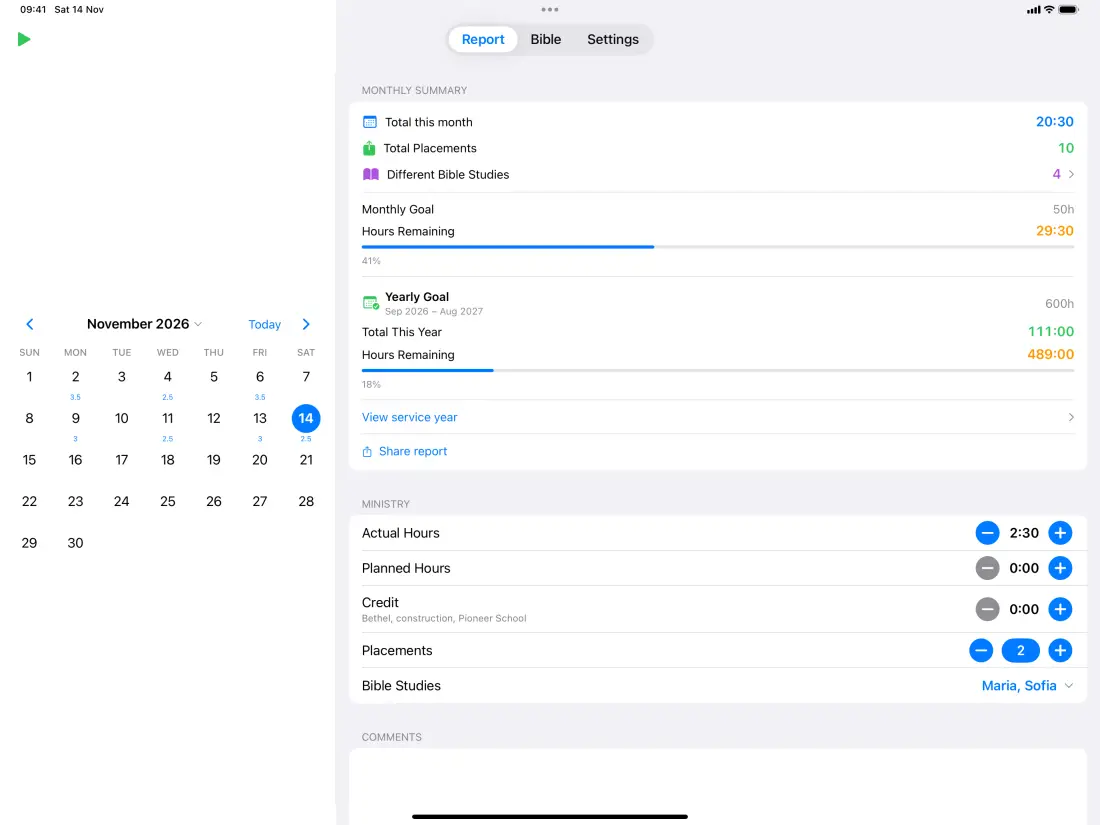 09:41 Sat 14 Nov
Report Bible Settings
November 2026 Today
SUN MON TUE WED THU FRI SAT
1 2 3 4 5 6 7
3.5 2.5 3.5
8 9 10 11 12 13 14
3 2.5 3 2.5
15 16 17 18 19 20 21
22 23 24 25 26 27 28
29 30
MONTHLY SUMMARY
Total this month 20:30
Total Placements 10
Different Bible Studies 4
Monthly Goal 50h
Hours Remaining 29:30
41%
Yearly Goal
Sep 2026 – Aug 2027 600h
Total This Year 111:00
Hours Remaining 489:00
18%
View service year
Share report
MINISTRY
Actual Hours 2:30
Planned Hours 0:00
Credit 0:00
Bethel, construction, Pioneer School
Placements 2
Bible Studies Maria, Sofia
COMMENTS